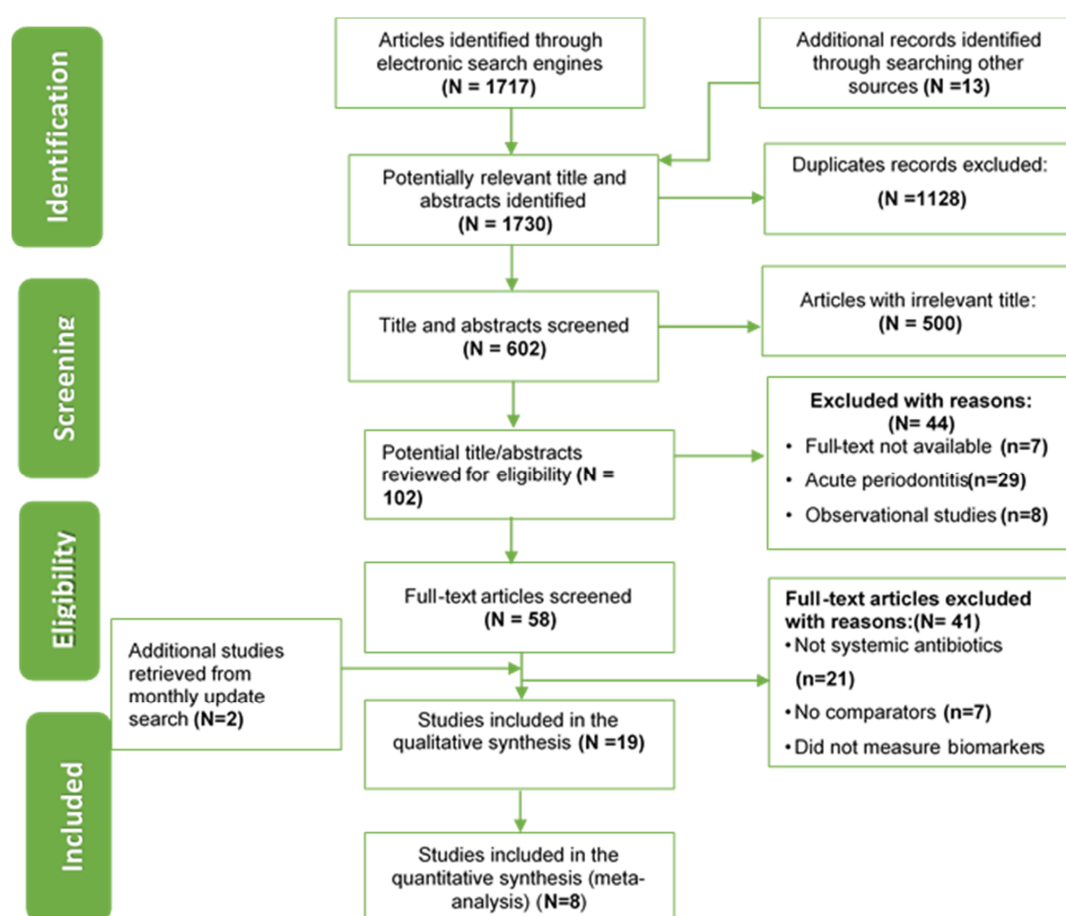 Identification
Articles identified through
electronic search engines
(N = 1717)
Additional records identified
through searching other
sources (N =13)
Potentially relevant title and
abstracts identified
(N = 1730)
Duplicates records excluded:
(N =1128)
Screening
Title and abstracts screened
(N = 602)
Articles with irrelevant title:
(N = 500)
Potential title/abstracts
reviewed for eligibility (N =
102)
Excluded with reasons:
(N= 44)
• Full-text not available (n=7)
• Acute periodontitis(n=29)
• Observational studies (n=8)
Eligibility
Full-text articles screened
(N = 58)
Full-text articles excluded
with reasons:(N= 41)
•Not systemic antibiotics
(n=21)
•No comparators (n=7)
•Did not measure biomarkers
Additional studies
retrieved from
monthly update
search (N=2)
Included
Studies included in the
qualitative synthesis (N =19)
Studies included in the
quantitative synthesis (meta-
analysis) (N=8)